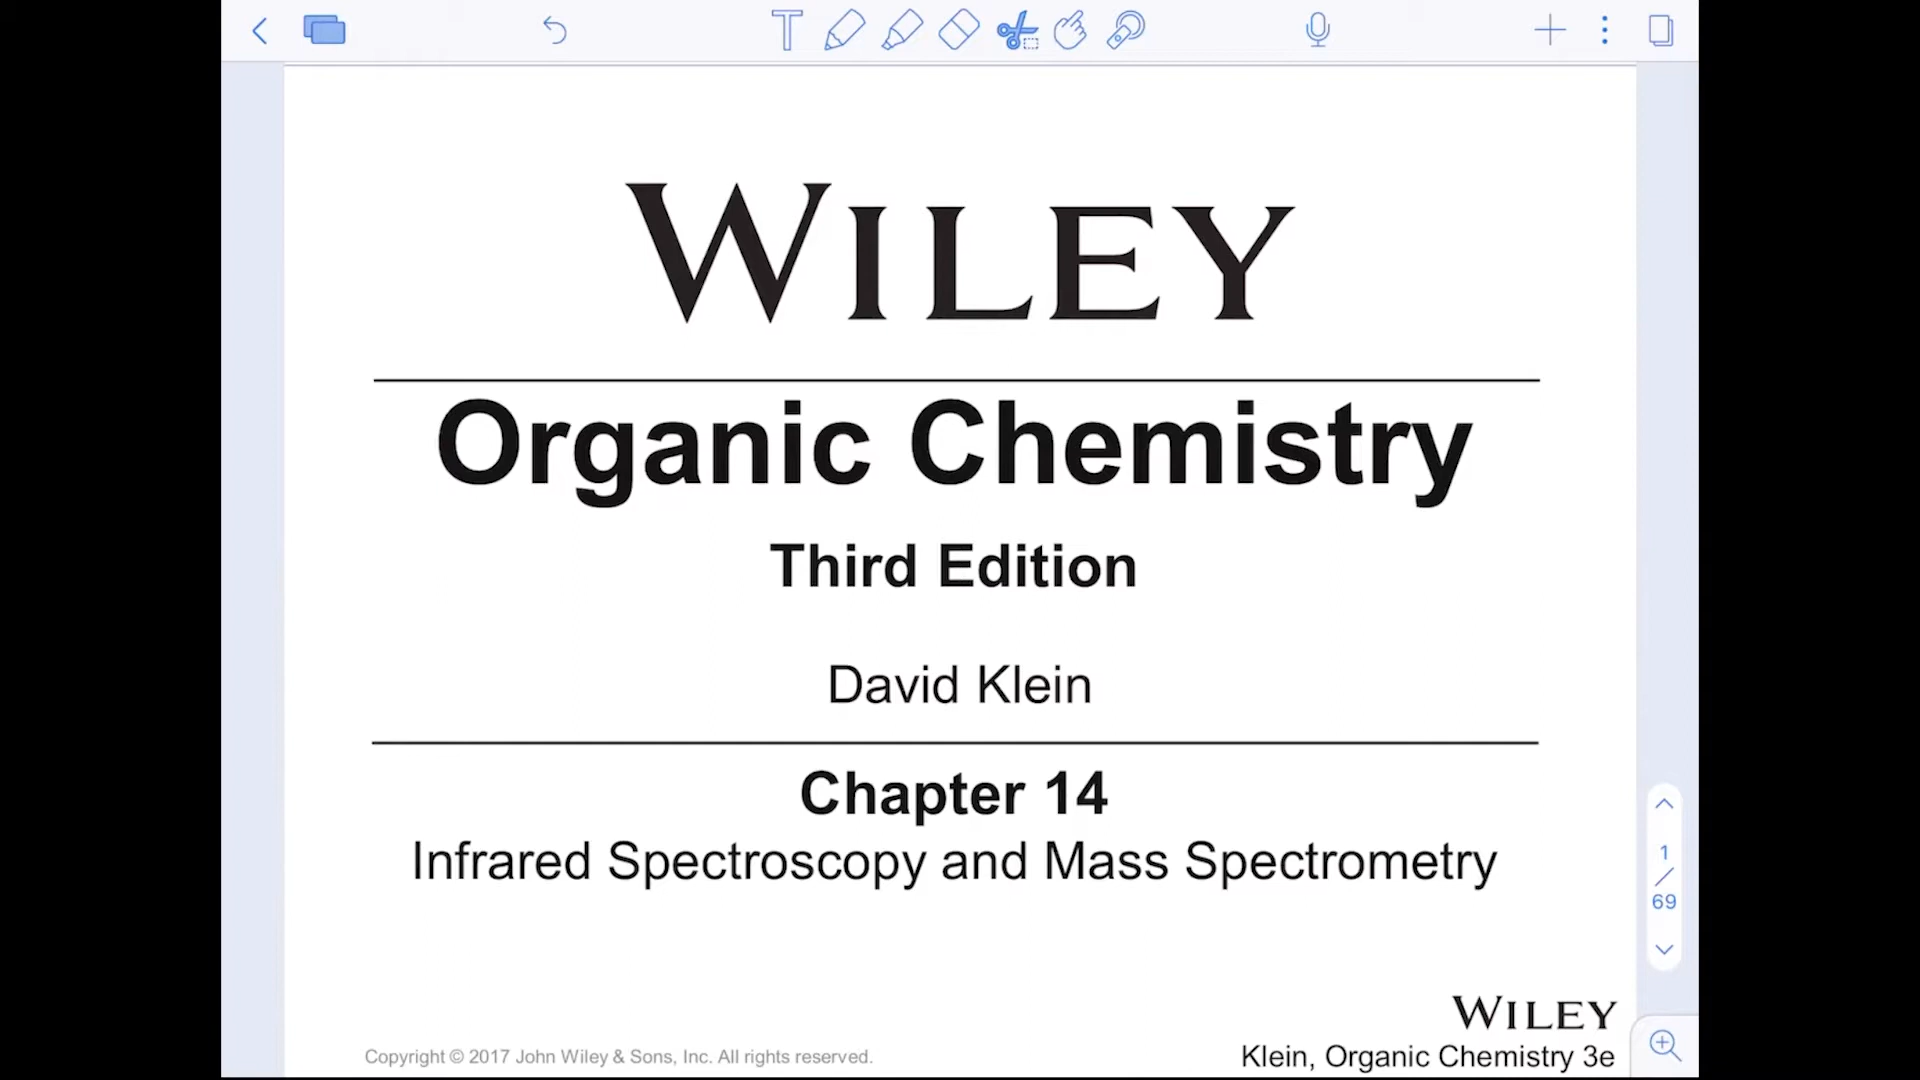 WILEY
Organic Chemistry
Third Edition
David Klein
Chapter 14
Infrared Spectroscopy and Mass Spectrometry
1
/
69
WILEY
Copyright © 2017 John Wiley & Sons, Inc. All rights reserved.
Klein, Organic Chemistry 3e